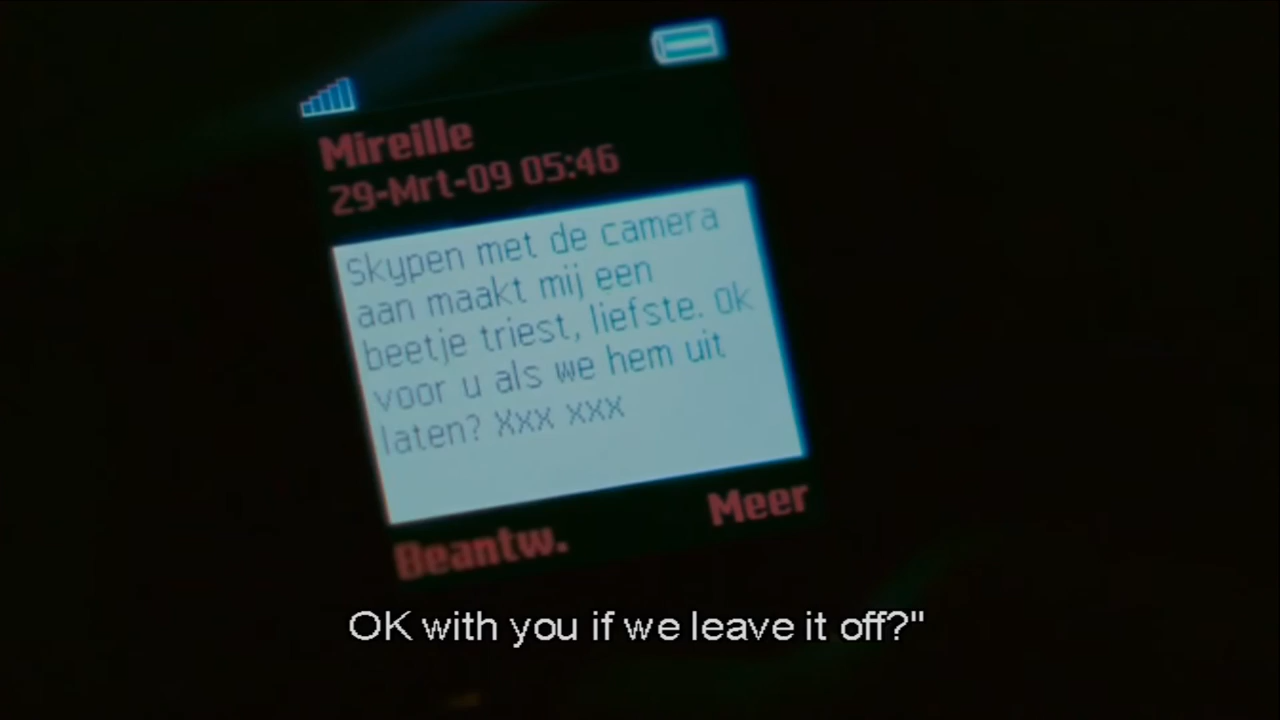 Mireille
29-Mrt-09 05:46
Skypen met de camera
aan maakt mij een
beetje triest, liefste. Ok
voor u als we hem uit
laten? Xxx xxx
Meer
Beantw.
OK with you if we leave it off?"